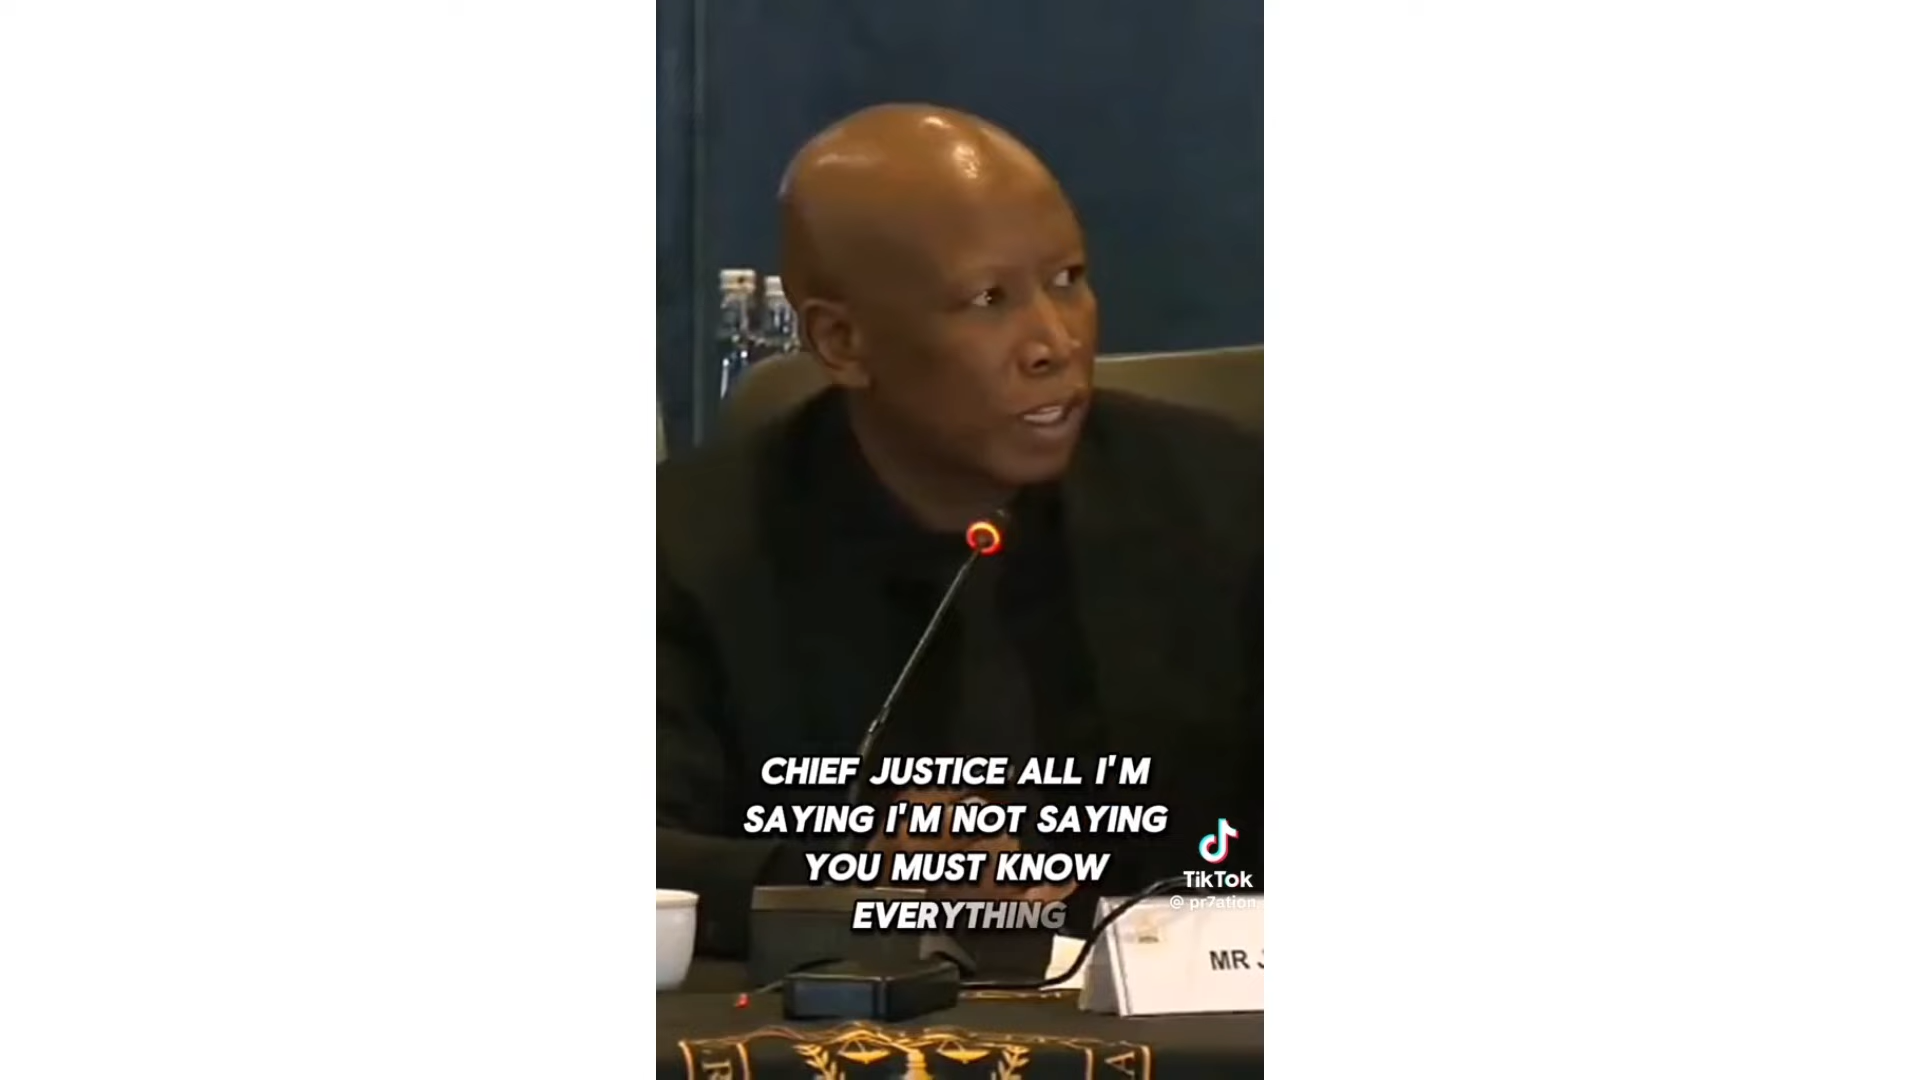 CHIEF JUSTICE ALL I'M
SAYING I'M NOT SAYING
YOU MUST KNOW
EVERYTHING
TikTok
@ pr7ation
MR J